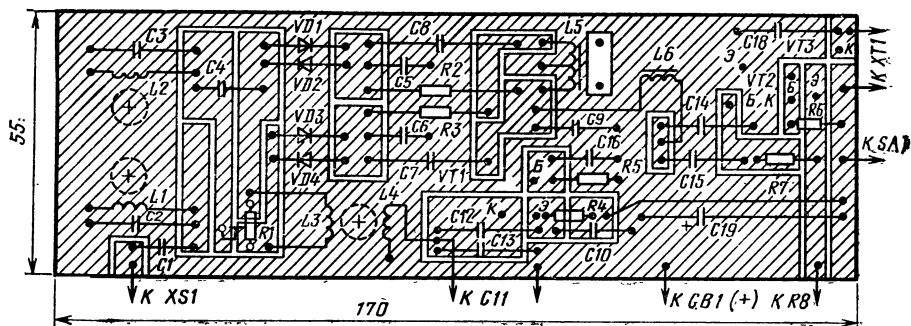 C3
VD1
C8
L5
C18
VT3
К
К XT1
L2
C4
VD2
C5
R2
L6
Э
VT2
Б
Э
Б, К
R6
55
VD3
R3
C6
C9
C14
К SA1
VD4
C7
VT1
C16
Б
R5
C15
R7
L1
C2
R1
L3
L4
C12
К
Э
R4
C1
C13
C10
C19
+
К XS1
К C11
К GB1 (+)
К R8
170